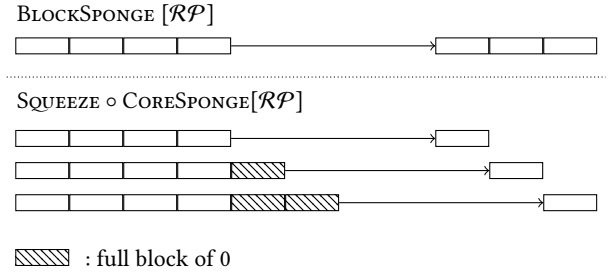 BlockSponge [𝓡𝓟]
Squeeze ∘ CoreSponge[𝓡𝓟]
: full block of 0